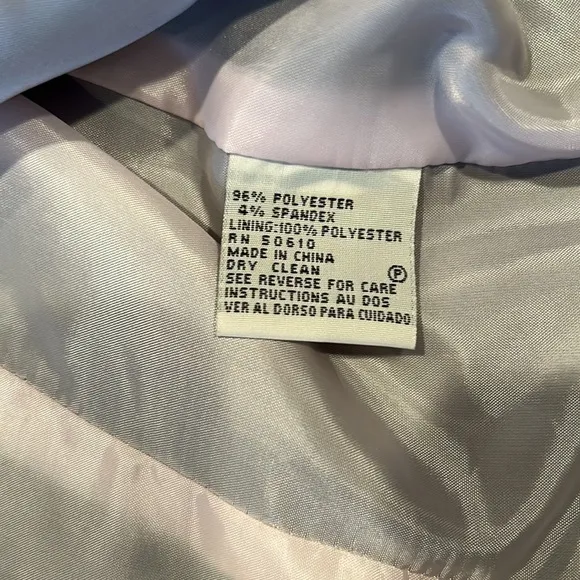 96% POLYESTER
4% SPANDEX
LINING:100% POLYESTER
RN 50610
MADE IN CHINA
DRY CLEAN Ⓟ
SEE REVERSE FOR CARE
INSTRUCTIONS AU DOS
VER AL DORSO PARA CUIDADO